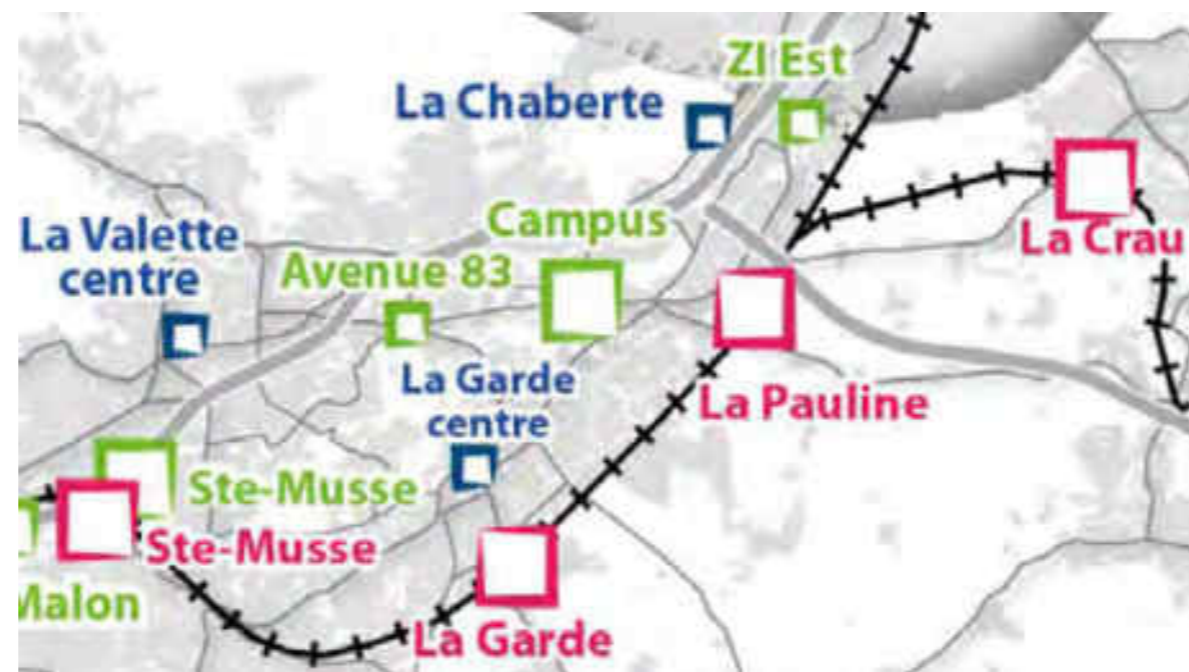 ZI Est
La Chaberte
Campus
La Valette
centre
La Crau
Avenue 83
La Garde
centre
La Pauline
Ste-Musse
Ste-Musse
Malon
La Garde